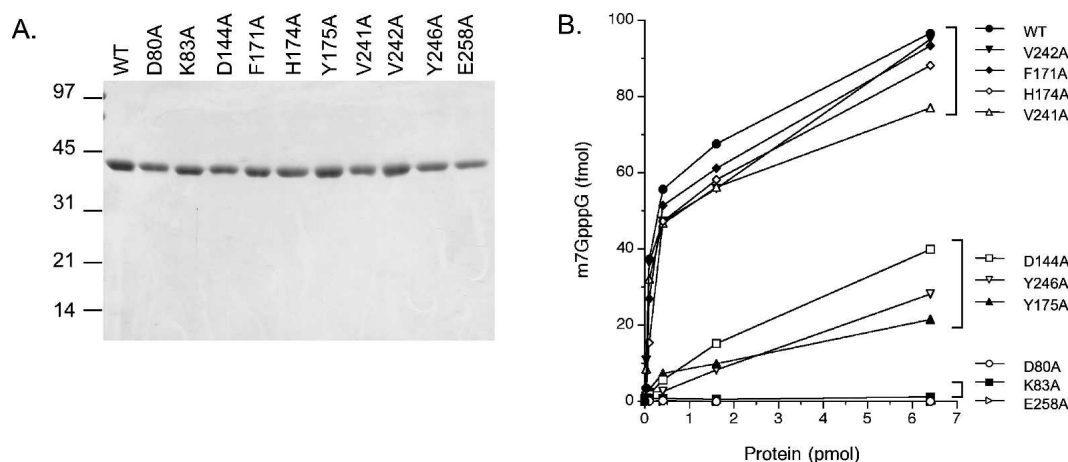 A.
WT D80A K83A D144A F171A H174A Y175A V241A V242A Y246A E258A
97
45
31
21
14
B.
100
80
60
40
20
0
0 1 2 3 4 5 6 7
m7GpppG (fmol)
Protein (pmol)
WT
V242A
F171A
H174A
V241A
D144A
Y246A
Y175A
D80A
K83A
E258A